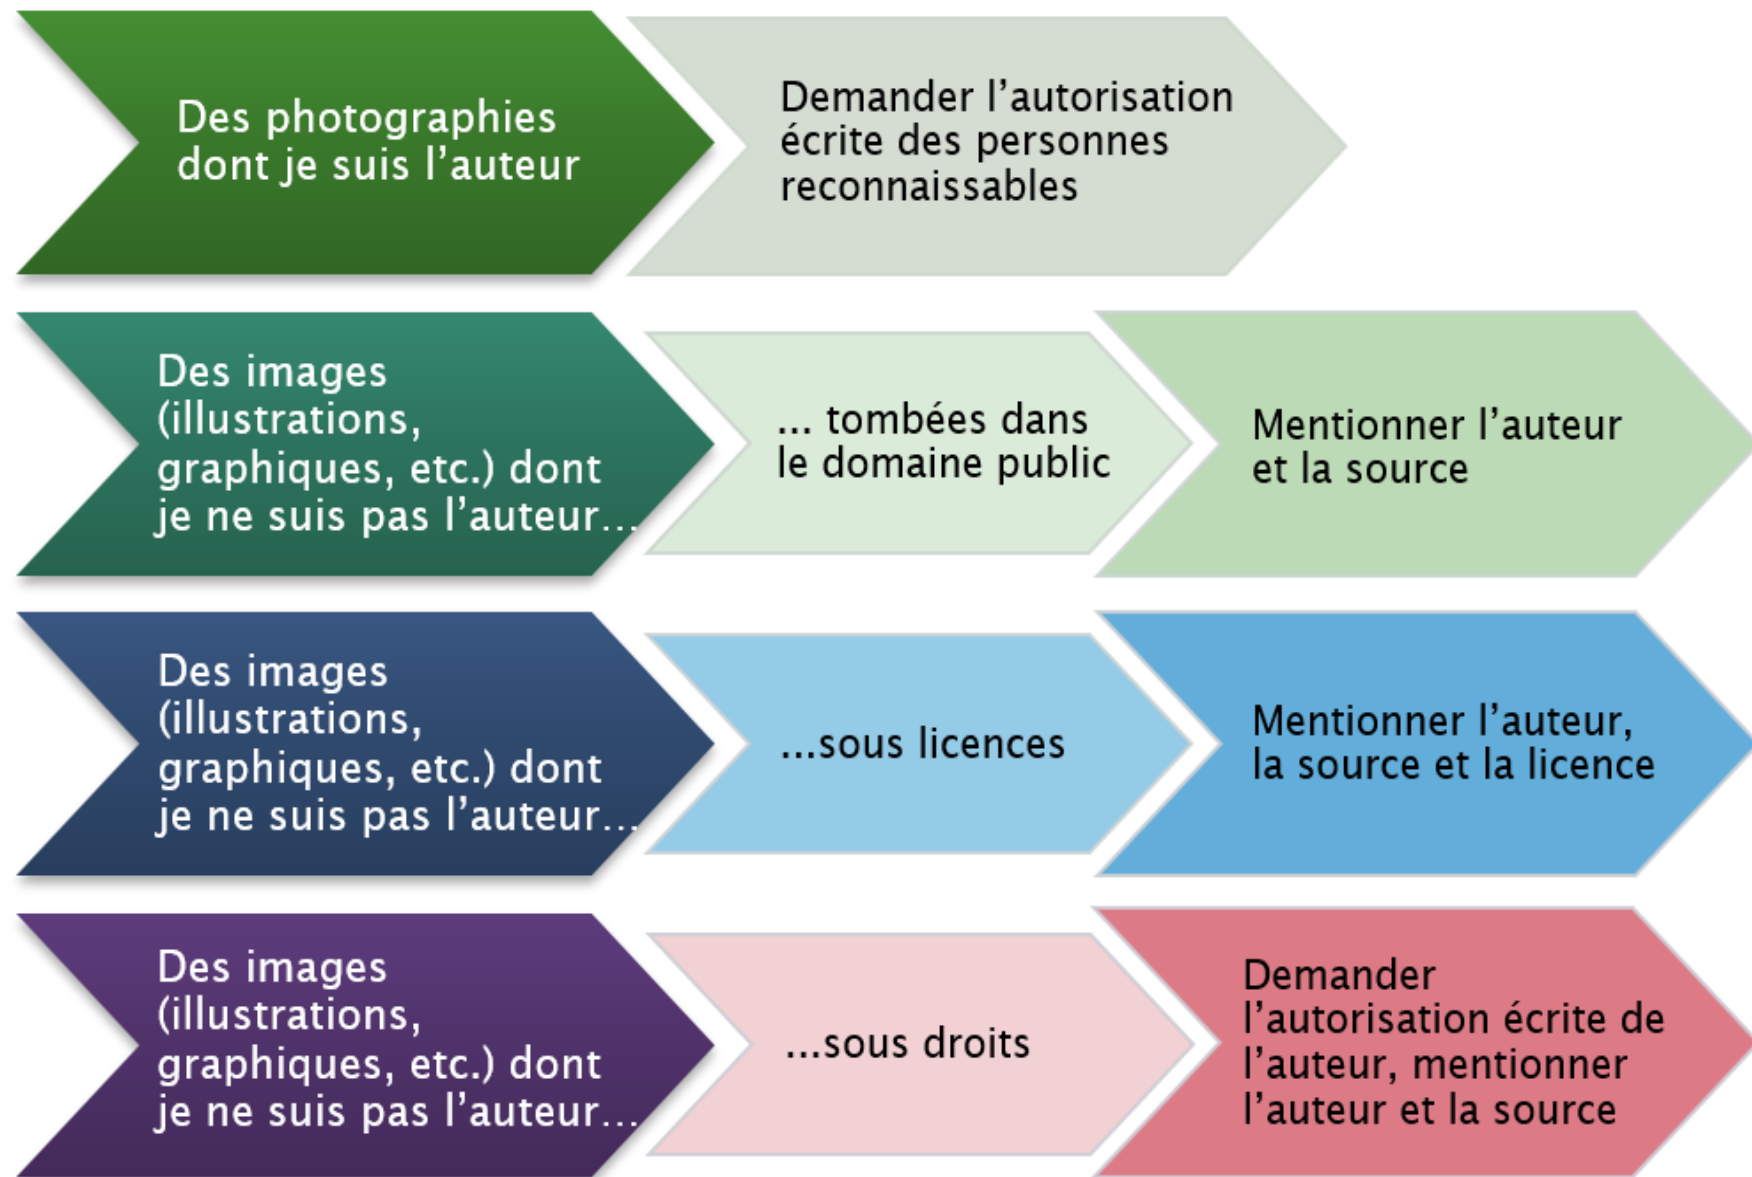 Des photographies
dont je suis l’auteur
Demander l’autorisation
écrite des personnes
reconnaissables
Des images
(illustrations,
graphiques, etc.) dont
je ne suis pas l’auteur...
... tombées dans
le domaine public
Mentionner l’auteur
et la source
Des images
(illustrations,
graphiques, etc.) dont
je ne suis pas l’auteur...
...sous licences
Mentionner l’auteur,
la source et la licence
Des images
(illustrations,
graphiques, etc.) dont
je ne suis pas l’auteur...
...sous droits
Demander
l’autorisation écrite de
l’auteur, mentionner
l’auteur et la source